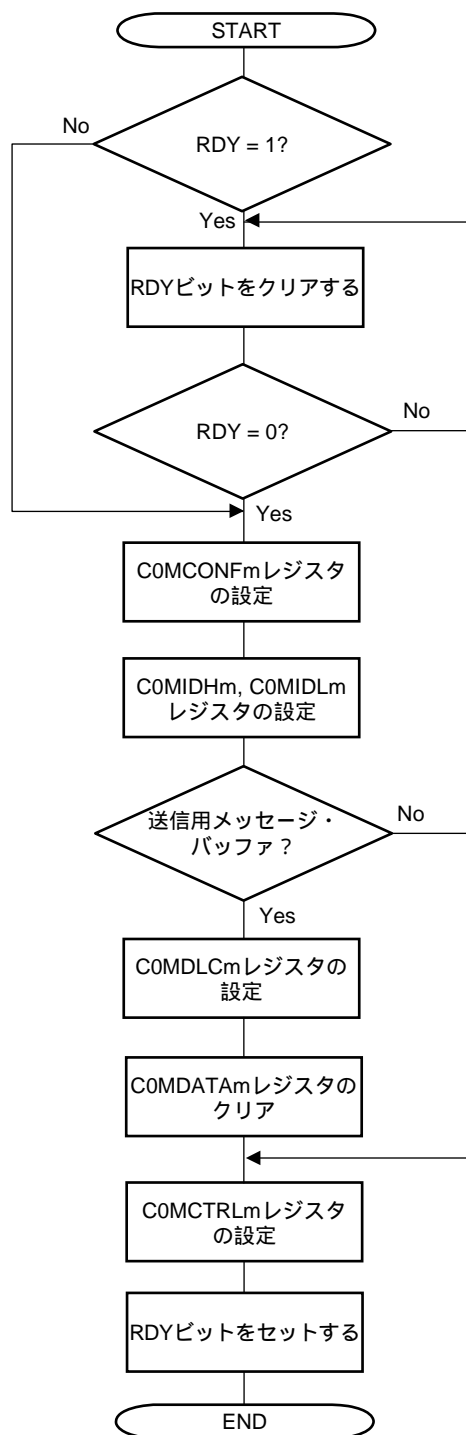 START
No
RDY = 1?
Yes
RDYビットをクリアする
RDY = 0?
No
Yes
C0MCONFmレジスタ
の設定
C0MIDHm, C0MIDLm
レジスタの設定
送信用メッセージ・
バッファ？
No
Yes
C0MDLCmレジスタの
設定
C0MDATAmレジスタの
クリア
C0MCTRLmレジスタ
の設定
RDYビットをセットする
END